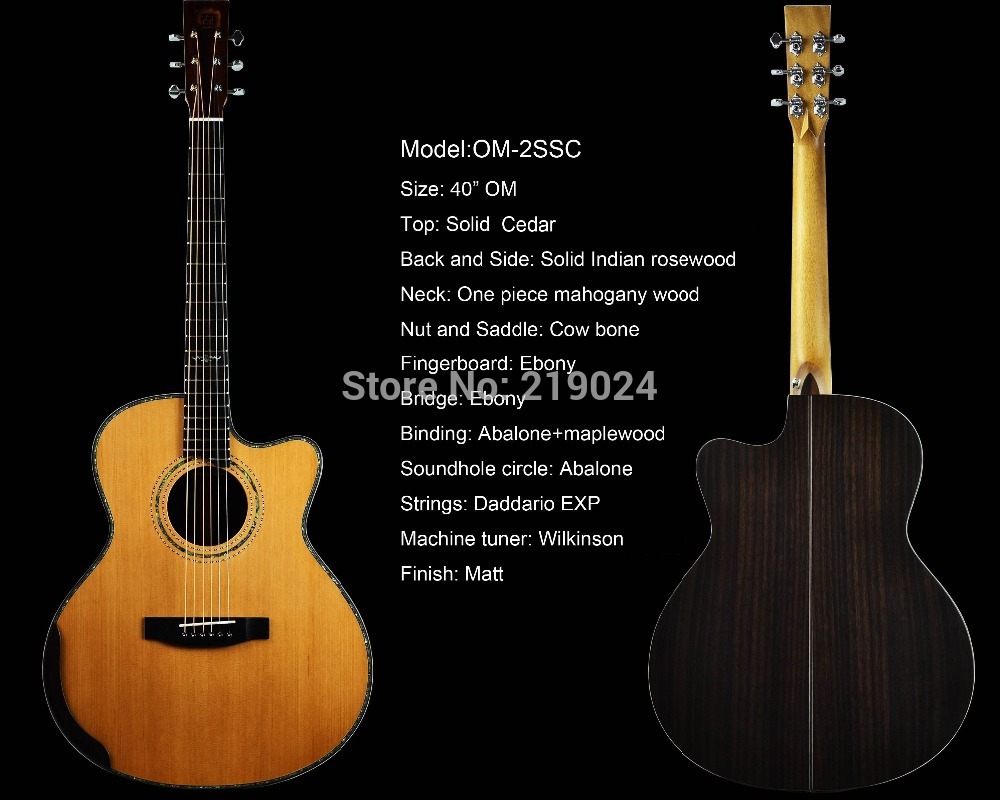 Model:OM-2SSC
Size: 40” OM
Top: Solid Cedar
Back and Side: Solid Indian rosewood
Neck: One piece mahogany wood
Nut and Saddle: Cow bone
Fingerboard: Ebony
Store No: 219024
Bridge: Ebony
Binding: Abalone+maplewood
Soundhole circle: Abalone
Strings: Daddario EXP
Machine tuner: Wilkinson
Finish: Matt